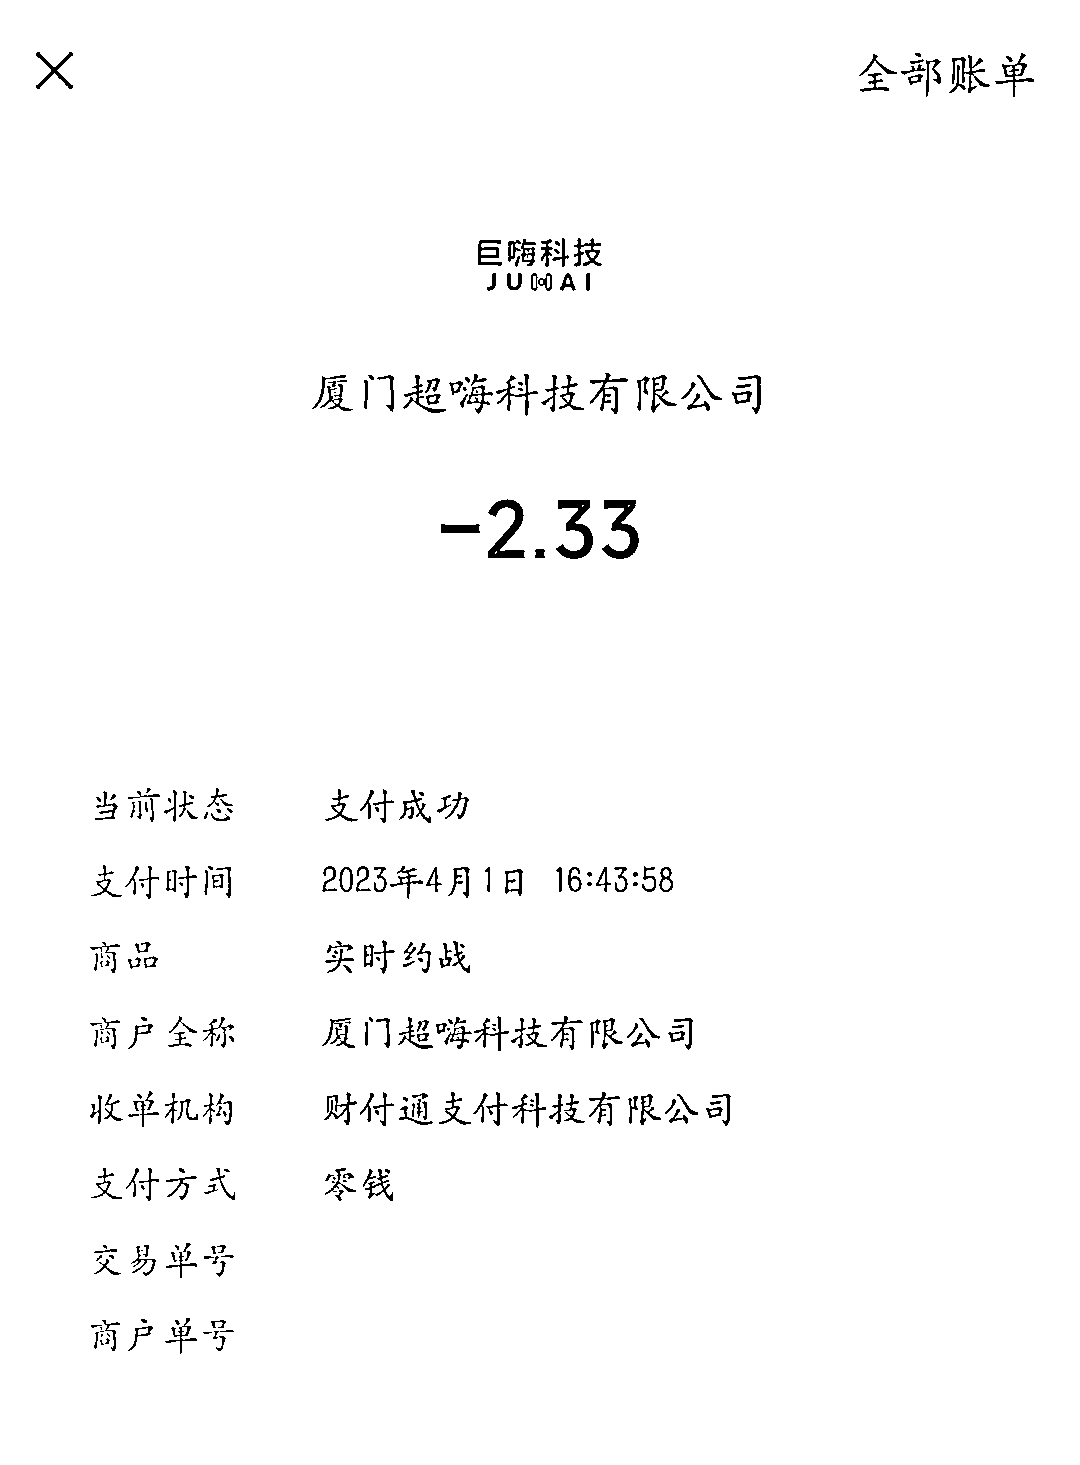 全部账单
巨嗨科技
JUHAI
厦门超嗨科技有限公司
-2.33
当前状态 支付成功
支付时间 2023年4月1日 16:43:58
商品 实时约战
商户全称 厦门超嗨科技有限公司
收单机构 财付通支付科技有限公司
支付方式 零钱
交易单号
商户单号